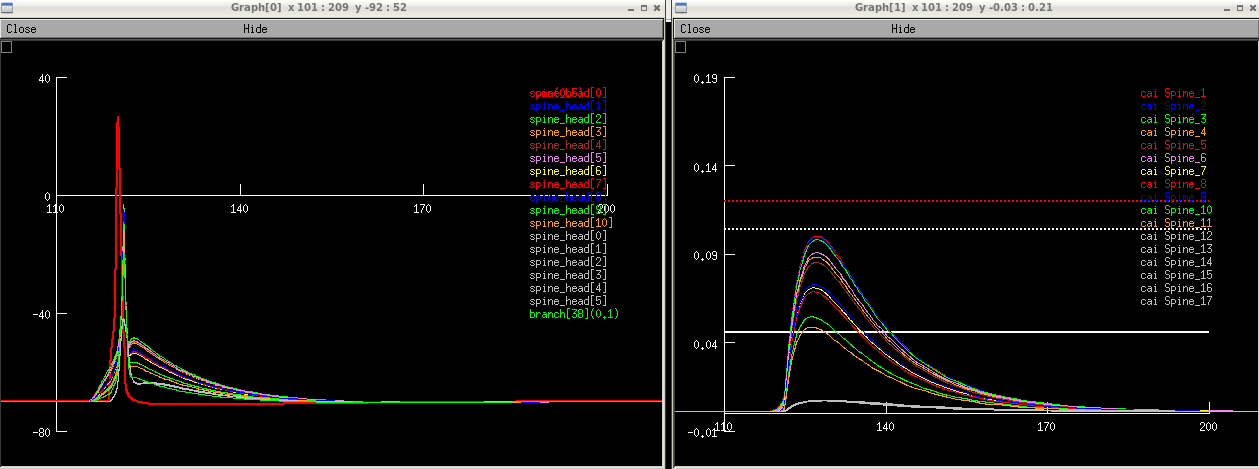 Graph[0] x 101 : 209 y -92 : 52
Close Hide
40
0
-40
-80
110 140 170 200
spine_head[0]
spine_head[1]
spine_head[2]
spine_head[3]
spine_head[4]
spine_head[5]
spine_head[6]
spine_head[7]
spine_head[10]
spine_head[0]
spine_head[1]
spine_head[2]
spine_head[3]
spine_head[4]
spine_head[5]
branch[38](0.1)
Graph[1] x 101 : 209 y -0.03 : 0.21
Close Hide
0.19
0.14
0.09
0.04
-0.01
110 140 170 200
cai Spine_1
cai Spine_2
cai Spine_3
cai Spine_4
cai Spine_5
cai Spine_6
cai Spine_7
cai Spine_8
cai Spine_9
cai Spine_10
cai Spine_11
cai Spine_12
cai Spine_13
cai Spine_14
cai Spine_15
cai Spine_16
cai Spine_17